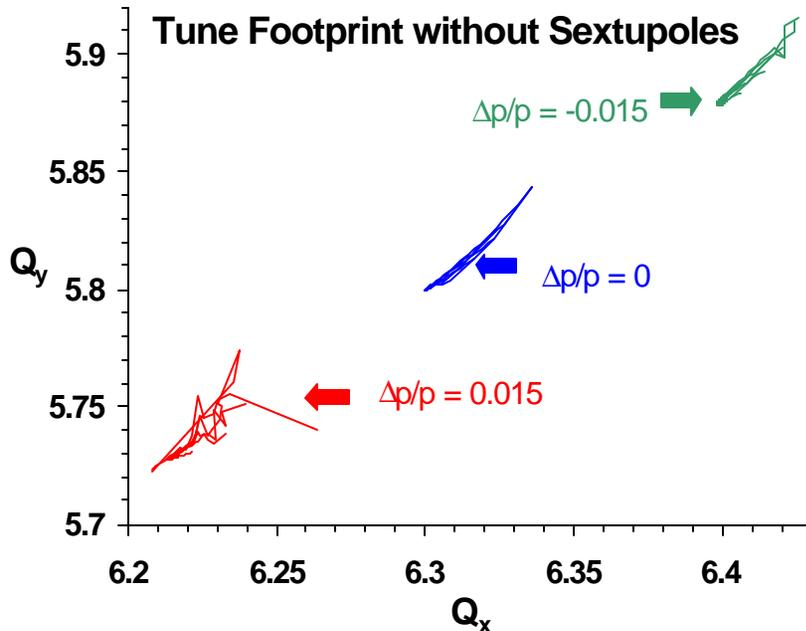 Tune Footprint without Sextupoles
5.9
Δp/p = -0.015
5.85
Qy
Δp/p = 0
5.8
Δp/p = 0.015
5.75
5.7
6.2 6.25 6.3 6.35 6.4
Qx